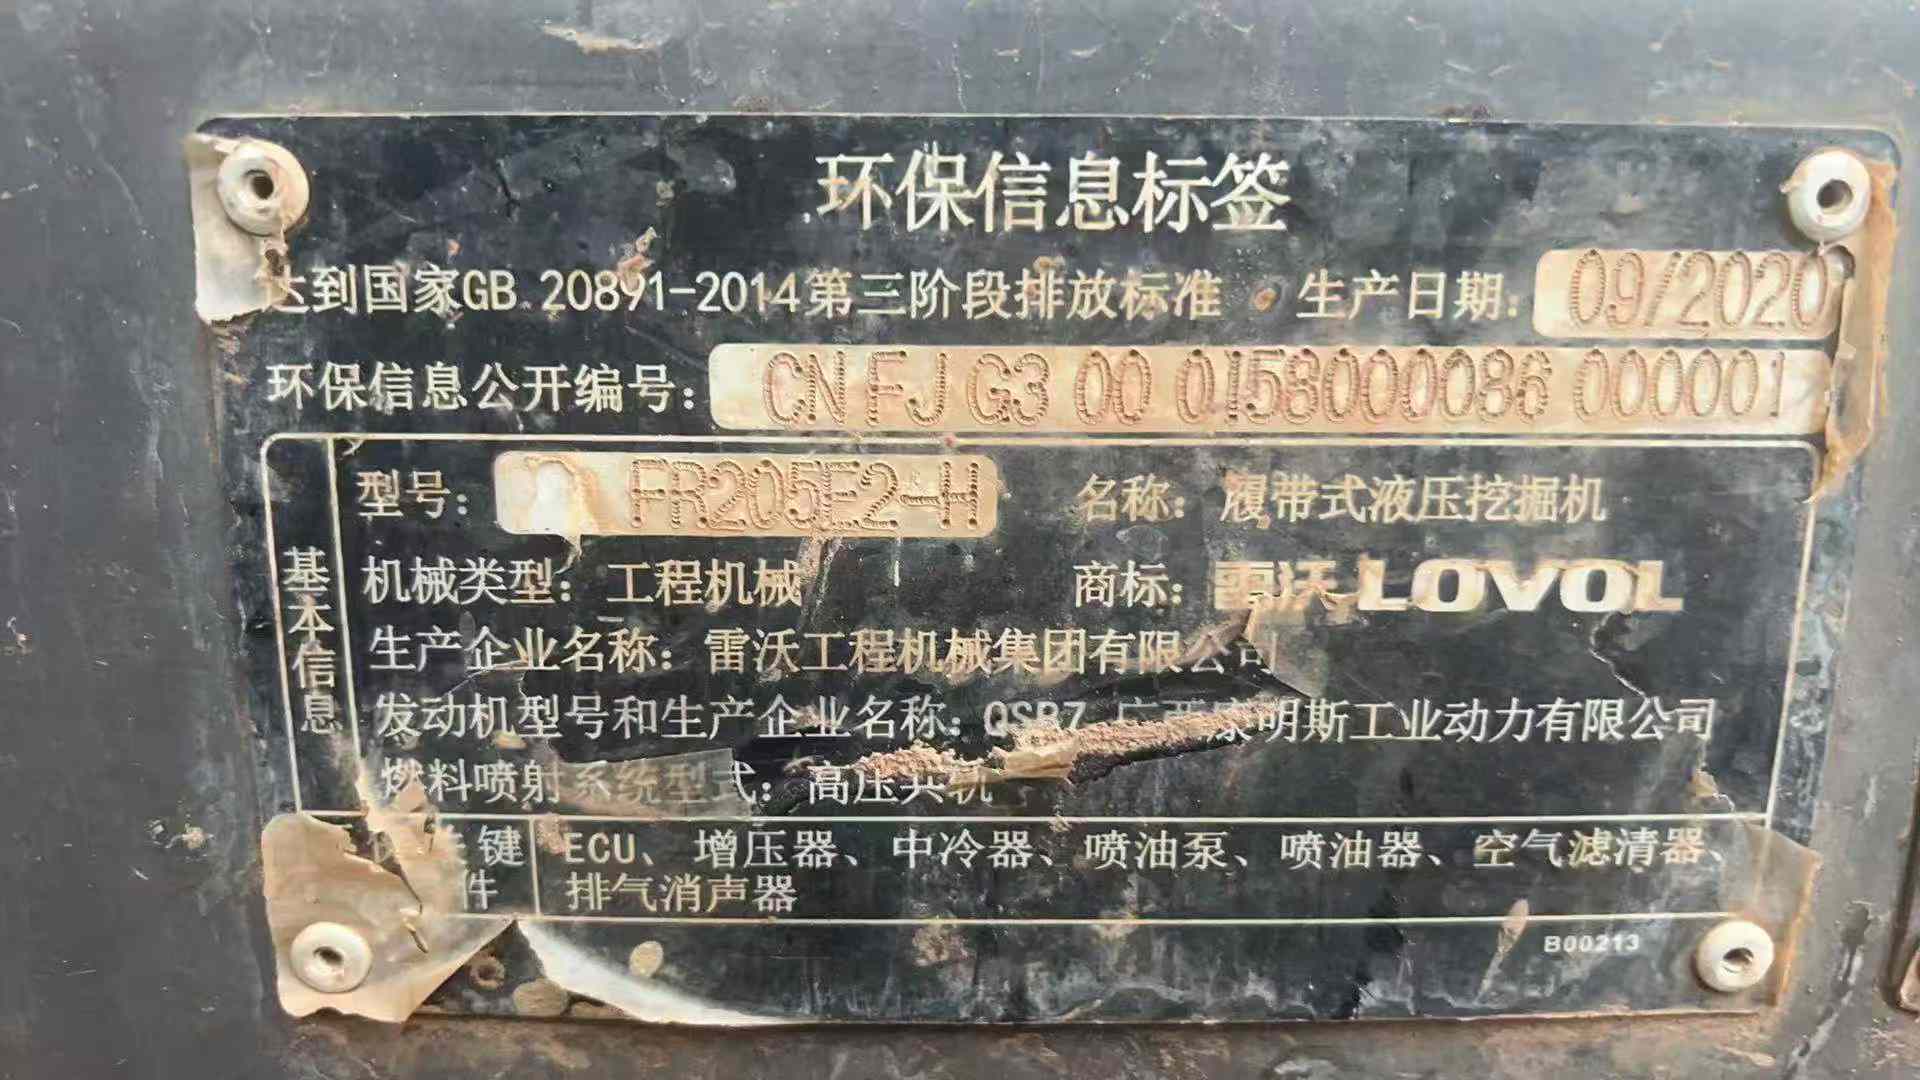 环保信息标签
达到国家GB 20891-2014第三阶段排放标准 生产日期: 09/2020
环保信息公开编号: CN FJ G3 00 0158000086 000001
基本信息
型号: FR205E2-H 名称: 履带式液压挖掘机
机械类型: 工程机械 商标: 雷沃LOVOL
生产企业名称: 雷沃工程机械集团有限公司
发动机型号和生产企业名称: QSB7 广西康明斯工业动力有限公司
燃料喷射系统型式: 高压共轨
关键件 ECU、增压器、中冷器、喷油泵、喷油器、空气滤清器、
排气消声器
B00213